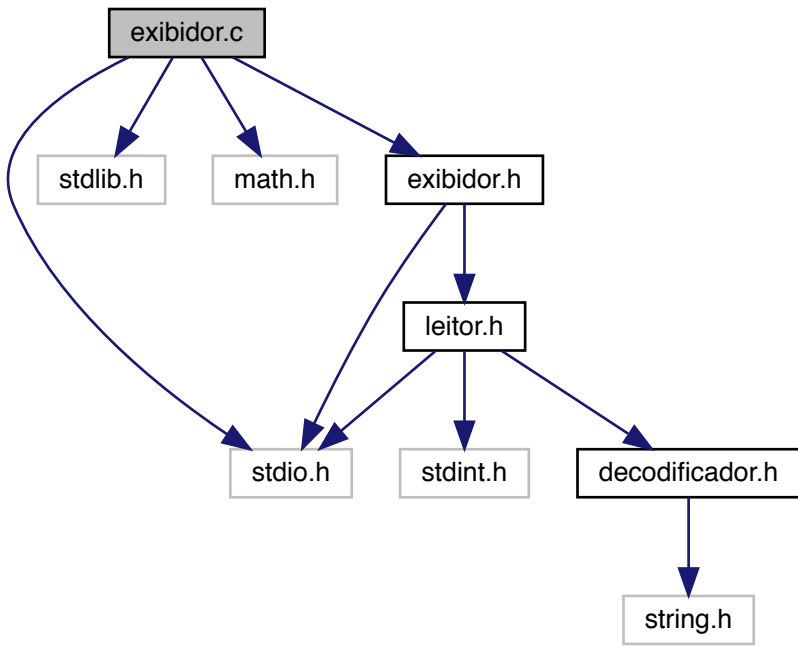 exibidor.c
stdlib.h
math.h
exibidor.h
leitor.h
stdio.h
stdint.h
decodificador.h
string.h